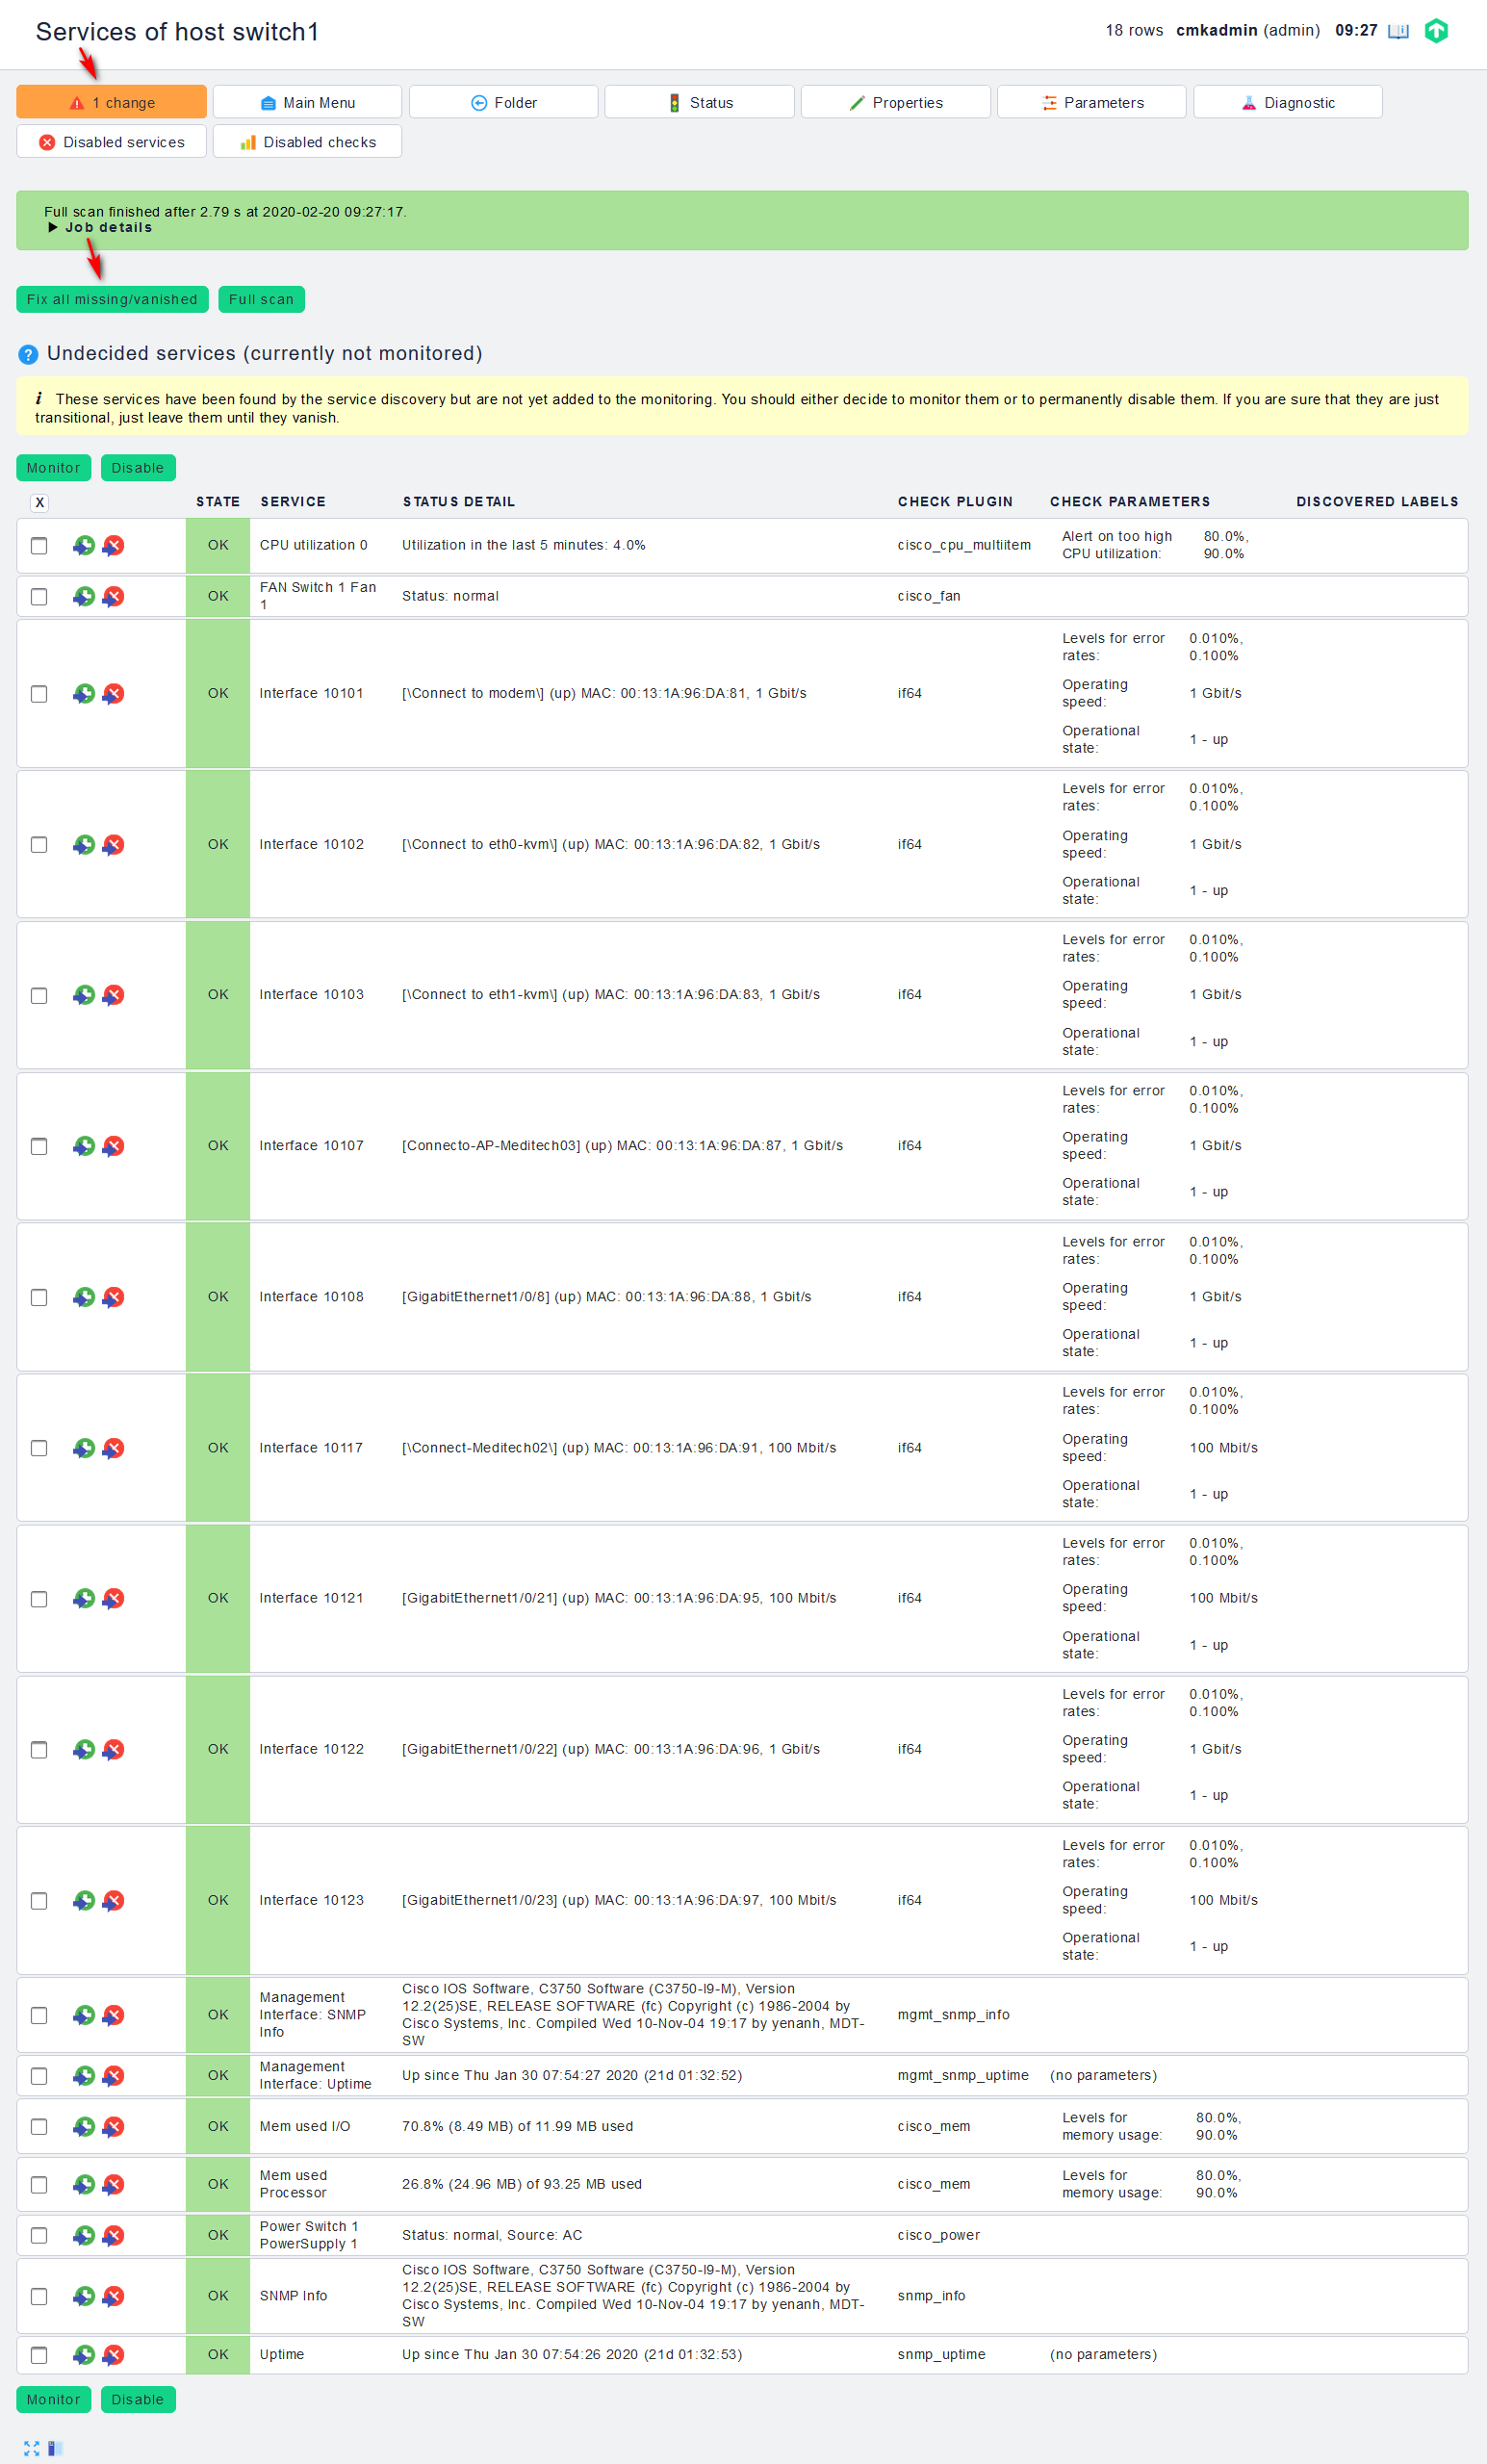 Services of host switch1
18 rows cmkadmin (admin) 09:27
1 change
Main Menu
Folder
Status
Properties
Parameters
Diagnostic
Disabled services
Disabled checks
Full scan finished after 2.79 s at 2020-02-20 09:27:17.
Job details
Fix all missing/vanished
Full scan
? Undecided services (currently not monitored)
i These services have been found by the service discovery but are not yet added to the monitoring. You should either decide to monitor them or to permanently disable them. If you are sure that they are just
transitional, just leave them until they vanish.
Monitor
Disable
X STATE SERVICE STATUS DETAIL CHECK PLUGIN CHECK PARAMETERS DISCOVERED LABELS
OK CPU utilization 0 Utilization in the last 5 minutes: 4.0% cisco_cpu_multiitem
Alert on too high 80.0%,
CPU utilization: 90.0%
FAN Switch 1 Fan
1
OK Status: normal cisco_fan
OK Interface 10101 [\Connect to modem\] (up) MAC: 00:13:1A:96:DA:81, 1 Gbit/s if64
Levels for error 0.010%,
rates: 0.100%
Operating
speed: 1 Gbit/s
Operational
state: 1 - up
OK Interface 10102 [\Connect to eth0-kvm\] (up) MAC: 00:13:1A:96:DA:82, 1 Gbit/s if64
Levels for error 0.010%,
rates: 0.100%
Operating
speed: 1 Gbit/s
Operational
state: 1 - up
OK Interface 10103 [\Connect to eth1-kvm\] (up) MAC: 00:13:1A:96:DA:83, 1 Gbit/s if64
Levels for error 0.010%,
rates: 0.100%
Operating
speed: 1 Gbit/s
Operational
state: 1 - up
OK Interface 10107 [Connecto-AP-Meditech03] (up) MAC: 00:13:1A:96:DA:87, 1 Gbit/s if64
Levels for error 0.010%,
rates: 0.100%
Operating
speed: 1 Gbit/s
Operational
state: 1 - up
OK Interface 10108 [GigabitEthernet1/0/8] (up) MAC: 00:13:1A:96:DA:88, 1 Gbit/s if64
Levels for error 0.010%,
rates: 0.100%
Operating
speed: 1 Gbit/s
Operational
state: 1 - up
OK Interface 10117 [\Connect-Meditech02\] (up) MAC: 00:13:1A:96:DA:91, 100 Mbit/s if64
Levels for error 0.010%,
rates: 0.100%
Operating
speed: 100 Mbit/s
Operational
state: 1 - up
OK Interface 10121 [GigabitEthernet1/0/21] (up) MAC: 00:13:1A:96:DA:95, 100 Mbit/s if64
Levels for error 0.010%,
rates: 0.100%
Operating
speed: 100 Mbit/s
Operational
state: 1 - up
OK Interface 10122 [GigabitEthernet1/0/22] (up) MAC: 00:13:1A:96:DA:96, 1 Gbit/s if64
Levels for error 0.010%,
rates: 0.100%
Operating
speed: 1 Gbit/s
Operational
state: 1 - up
OK Interface 10123 [GigabitEthernet1/0/23] (up) MAC: 00:13:1A:96:DA:97, 100 Mbit/s if64
Levels for error 0.010%,
rates: 0.100%
Operating
speed: 100 Mbit/s
Operational
state: 1 - up
OK
Management
Interface: SNMP
Info
Cisco IOS Software, C3750 Software (C3750-I9-M), Version
12.2(25)SE, RELEASE SOFTWARE (fc) Copyright (c) 1986-2004 by
Cisco Systems, Inc. Compiled Wed 10-Nov-04 19:17 by yenanh, MDT-
SW
mgmt_snmp_info
OK
Management
Interface: Uptime
Up since Thu Jan 30 07:54:27 2020 (21d 01:32:52) mgmt_snmp_uptime (no parameters)
OK Mem used I/O 70.8% (8.49 MB) of 11.99 MB used cisco_mem
Levels for 80.0%,
memory usage: 90.0%
OK
Mem used
Processor
26.8% (24.96 MB) of 93.25 MB used cisco_mem
Levels for 80.0%,
memory usage: 90.0%
OK
Power Switch 1
PowerSupply 1
Status: normal, Source: AC cisco_power
OK SNMP Info
Cisco IOS Software, C3750 Software (C3750-I9-M), Version
12.2(25)SE, RELEASE SOFTWARE (fc) Copyright (c) 1986-2004 by
Cisco Systems, Inc. Compiled Wed 10-Nov-04 19:17 by yenanh, MDT-
SW
snmp_info
OK Uptime Up since Thu Jan 30 07:54:26 2020 (21d 01:32:53) snmp_uptime (no parameters)
Monitor
Disable